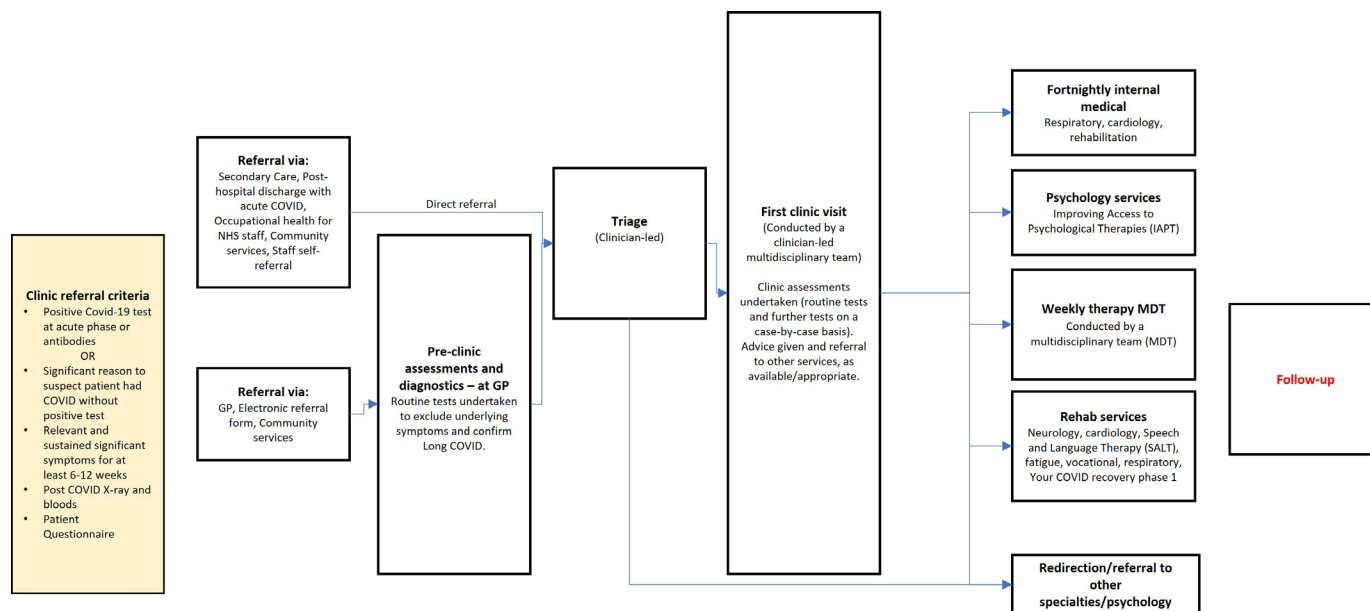 Clinic referral criteria
• Positive Covid-19 test
at acute phase or
antibodies
OR
• Significant reason to
suspect patient had
COVID without
positive test
• Relevant and
sustained significant
symptoms for at
least 6-12 weeks
• Post COVID X-ray and
bloods
• Patient
Questionnaire
Referral via:
Secondary Care, Post-
hospital discharge with
acute COVID,
Occupational health for
NHS staff, Community
services, Staff self-
referral
Direct referral
Referral via:
GP, Electronic referral
form, Community
services
Pre-clinic
assessments and
diagnostics – at GP
Routine tests undertaken
to exclude underlying
symptoms and confirm
Long COVID.
Triage
(Clinician-led)
First clinic visit
(Conducted by a
clinician-led
multidisciplinary team)
Clinic assessments
undertaken (routine tests
and further tests on a
case-by-case basis).
Advice given and referral
to other services, as
available/appropriate.
Fortnightly internal
medical
Respiratory, cardiology,
rehabilitation
Psychology services
Improving Access to
Psychological Therapies (IAPT)
Weekly therapy MDT
Conducted by a
multidisciplinary team (MDT)
Rehab services
Neurology, cardiology, Speech
and Language Therapy (SALT),
fatigue, vocational, respiratory,
Your COVID recovery phase 1
Redirection/referral to
other
specialties/psychology
Follow-up